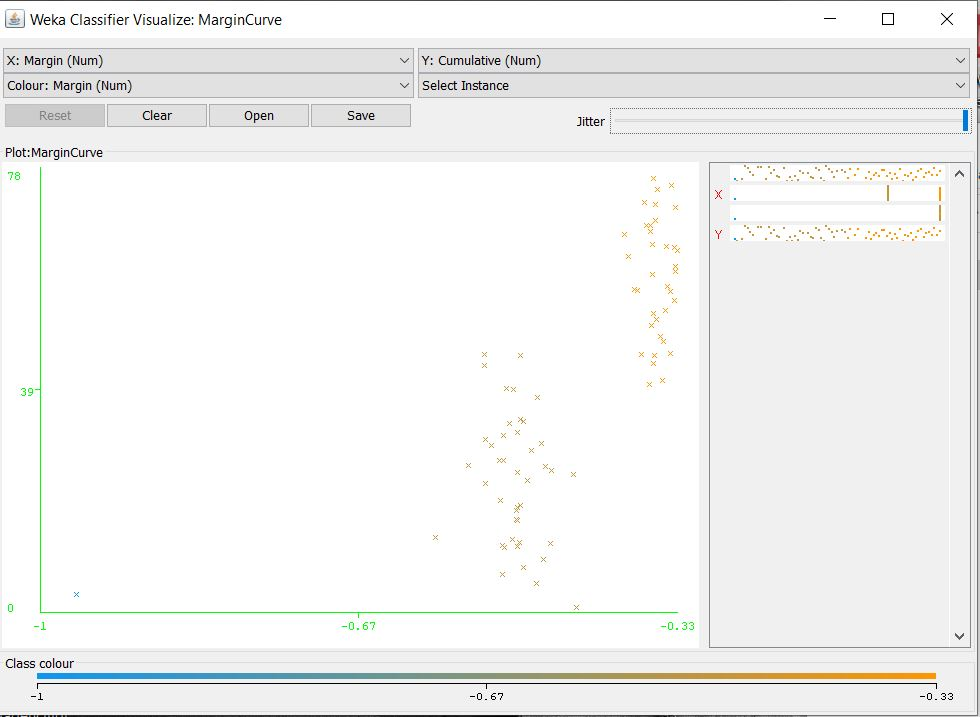 Weka Classifier Visualize: MarginCurve
X: Margin (Num) Y: Cumulative (Num)
Colour: Margin (Num) Select Instance
Reset Clear Open Save Jitter
Plot:MarginCurve
78
X
Y
39
0
-1 -0.67 -0.33
Class colour
-1 -0.67 -0.33